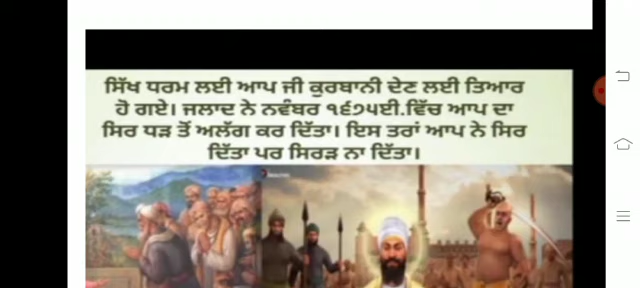 ਸਿੱਖ ਧਰਮ ਲਈ ਆਪ ਜੀ ਕੁਰਬਾਨੀ ਦੇਣ ਲਈ ਤਿਆਰ
ਹੋ ਗਏ। ਜਲਾਦ ਨੇ ਨਵੰਬਰ ੧੬੭੫ਈ.ਵਿੱਚ ਆਪ ਦਾ
ਸਿਰ ਧੜ ਤੋਂ ਅਲੱਗ ਕਰ ਦਿੱਤਾ। ਇਸ ਤਰਾਂ ਆਪ ਨੇ ਸਿਰ
ਦਿੱਤਾ ਪਰ ਸਿਰੜ ਨਾ ਦਿੱਤਾ।